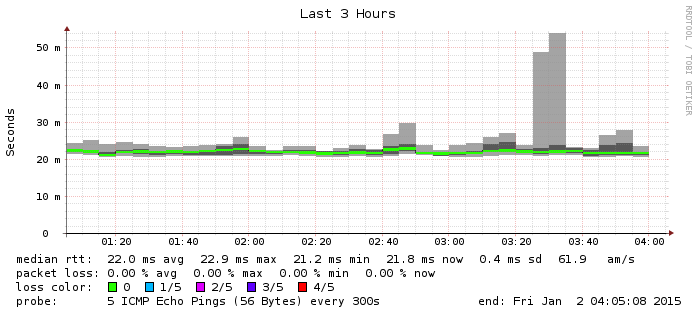 Last 3 Hours
RRDTOOL / TOBI OETIKER
Seconds
50 m
40 m
30 m
20 m
10 m
0
01:20 01:40 02:00 02:20 02:40 03:00 03:20 03:40 04:00
median rtt: 22.0 ms avg 22.9 ms max 21.2 ms min 21.8 ms now 0.4 ms sd 61.9 am/s
packet loss: 0.00 % avg 0.00 % max 0.00 % min 0.00 % now
loss color: 0 1/5 2/5 3/5 4/5
probe: 5 ICMP Echo Pings (56 Bytes) every 300s end: Fri Jan 2 04:05:08 2015